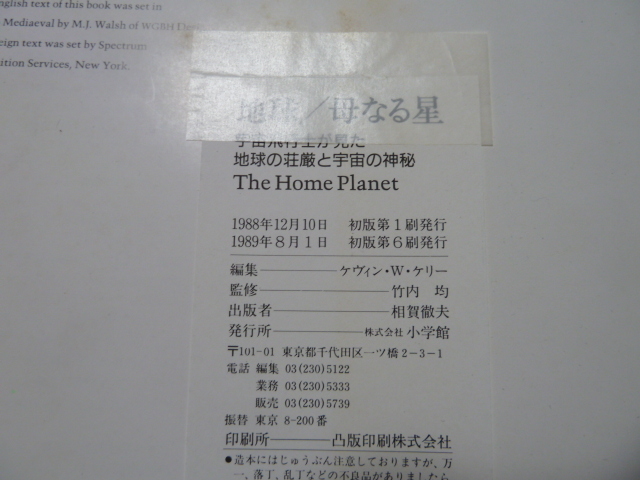 English text of this book was set in
Mediaeval by M.J. Walsh of WGBH
eign text was set by Spectrum
ition Services, New York.
地球/母なる星
宇宙飛行士が見た
地球の荘厳と宇宙の神秘
The Home Planet
1988年12月10日 初版第1刷発行
1989年8月1日 初版第6刷発行
編集―――ケヴィン・W・ケリー
監修―――竹内 均
出版者―――相賀徹夫
発行所―――株式会社 小学館
〒101-01 東京都千代田区一ツ橋2-3-1
電話 編集 03(230)5122
業務 03(230)5333
販売 03(230)5739
振替 東京 8-200番
印刷所―――凸版印刷株式会社
●造本にはじゅうぶん注意しておりますが、万
一、落丁、乱丁などの不良品がありましたら